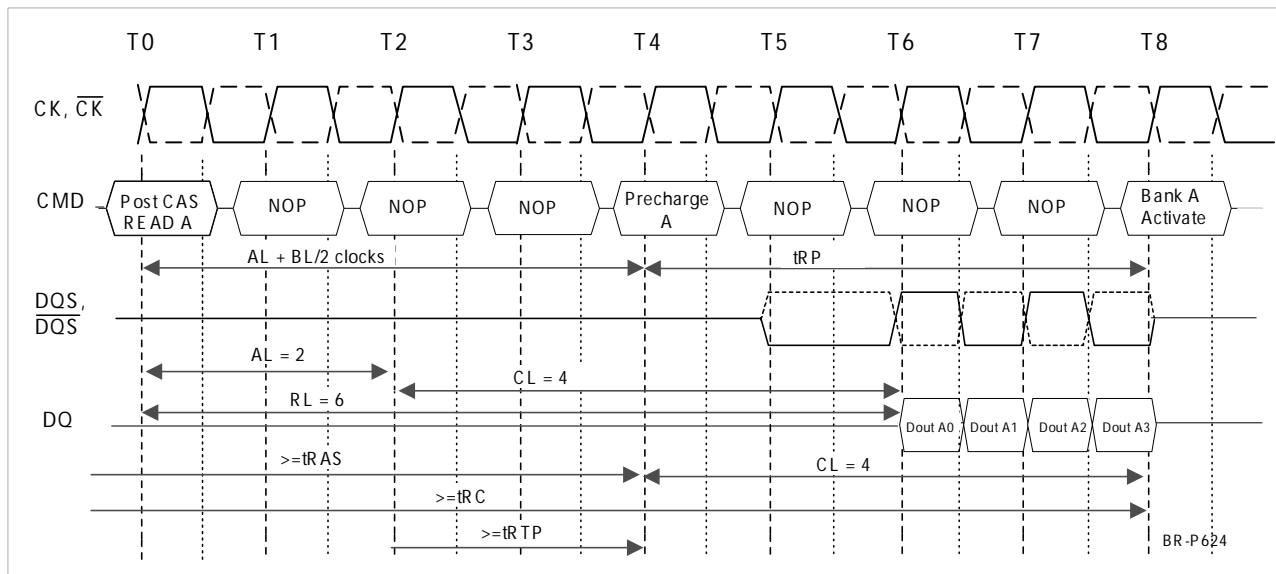 T0 T1 T2 T3 T4 T5 T6 T7 T8
CK, CK
CMD
Post CAS
READ A
NOP
NOP
NOP
Precharge
A
NOP
NOP
NOP
Bank A
Activate
AL + BL/2 clocks
tRP
DQS,
DQS
AL = 2
CL = 4
RL = 6
DQ
Dout A0
Dout A1
Dout A2
Dout A3
>=tRAS
CL = 4
>=tRC
>=tRTP
BR-P624